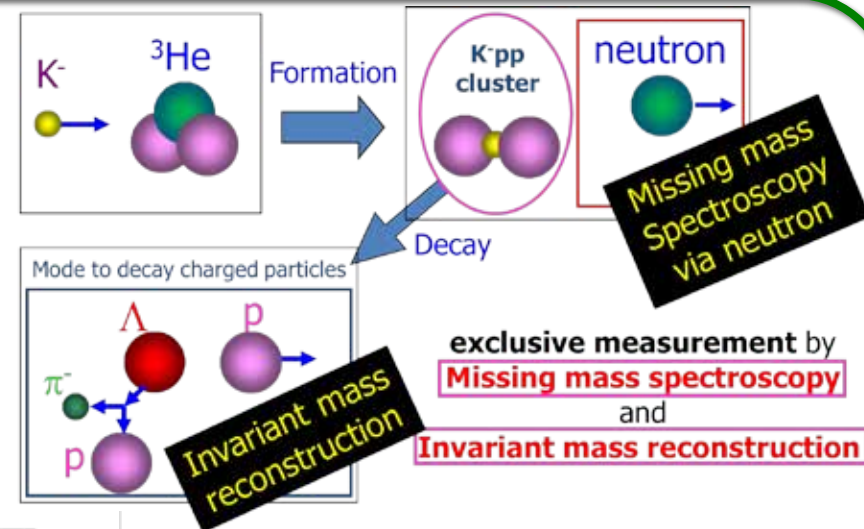 K-
³He
Formation
K-pp
cluster
neutron
Missing mass
Spectroscopy
via neutron
Decay
Mode to decay charged particles
Λ
p
π-
p
Invariant mass
reconstruction
exclusive measurement by
Missing mass spectroscopy
and
Invariant mass reconstruction